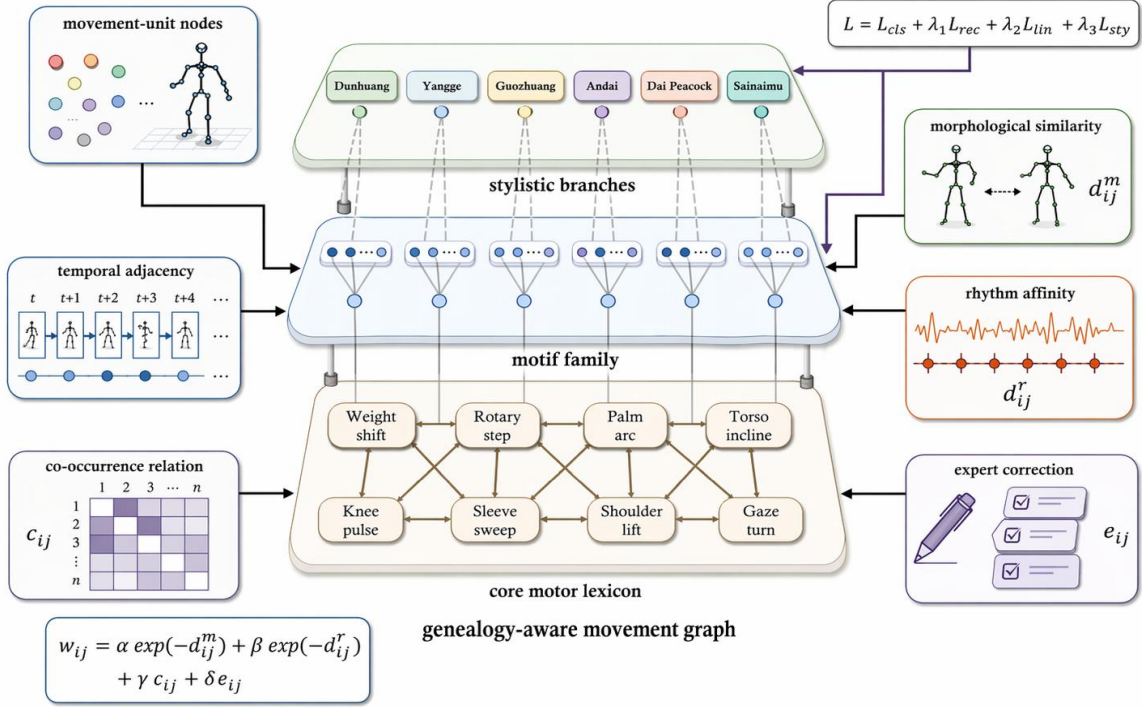 movement-unit nodes
...
...
L = L_cls + λ_1 L_rec + λ_2 L_lin + λ_3 L_sty
Dunhuang
Yangge
Guozhuang
Andai
Dai Peacock
Sainaimu
stylistic branches
morphological similarity
d_ij^m
temporal adjacency
t t+1 t+2 t+3 t+4 ...
...
...
... ... ... ... ... ...
motif family
rhythm affinity
d_ij^r
Weight
shift
Rotary
step
Palm
arc
Torso
incline
Knee
pulse
Sleeve
sweep
Shoulder
lift
Gaze
turn
core motor lexicon
genealogy-aware movement graph
co-occurrence relation
1 2 3 ... n
1
2
3
⋮
n
c_ij
expert correction
e_ij
w_ij = α exp(−d_ij^m) + β exp(−d_ij^r)
+ γ c_ij + δ e_ij